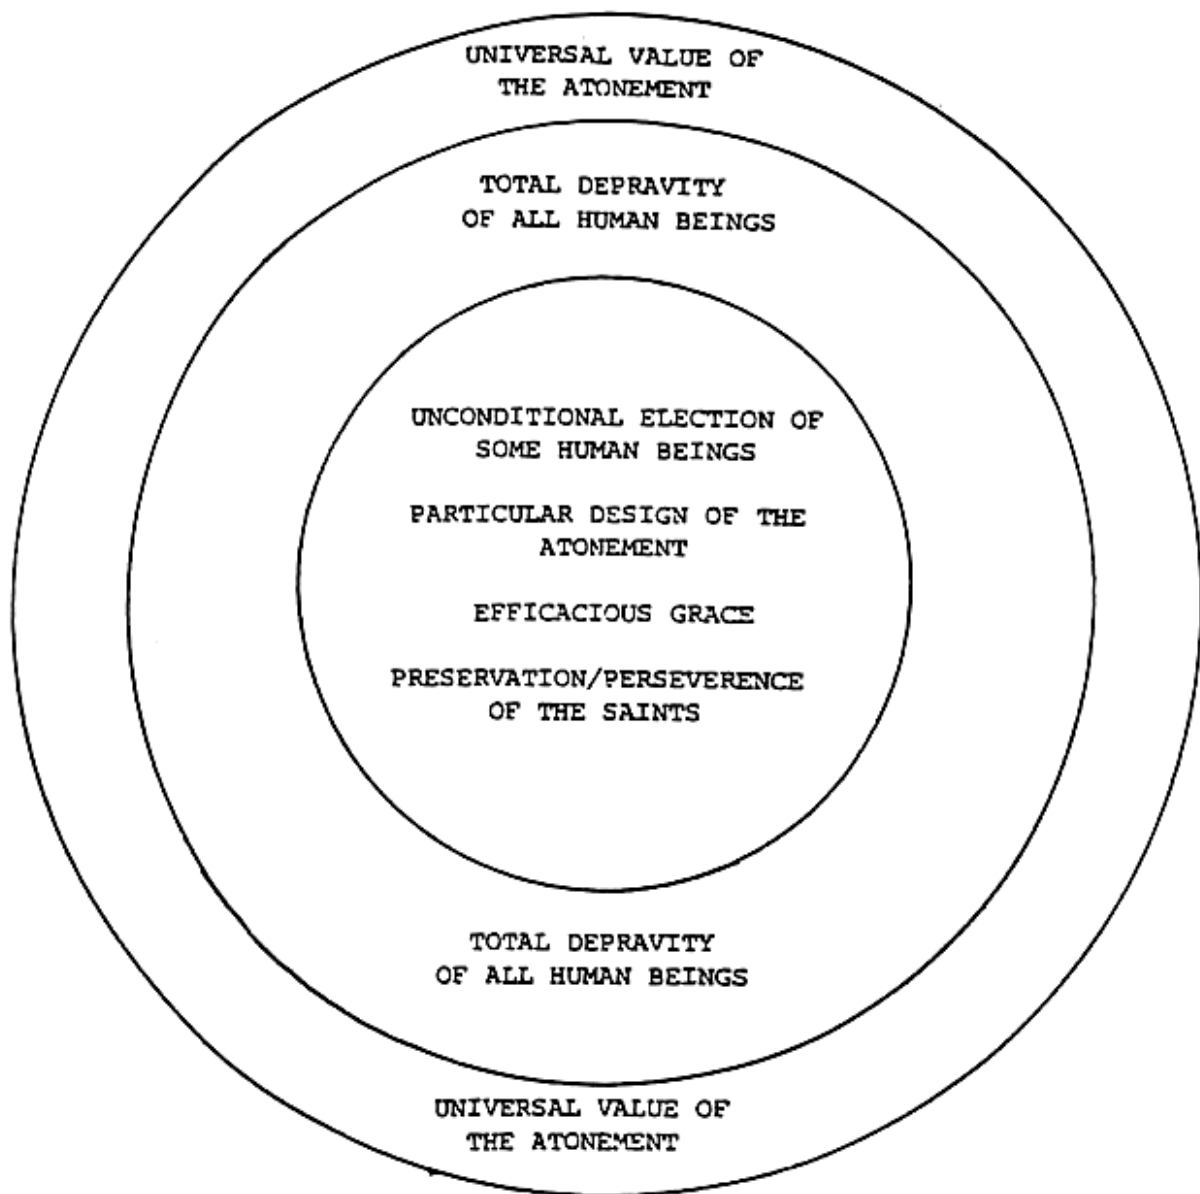 UNIVERSAL VALUE OF
THE ATONEMENT
TOTAL DEPRAVITY
OF ALL HUMAN BEINGS
UNCONDITIONAL ELECTION OF
SOME HUMAN BEINGS
PARTICULAR DESIGN OF THE
ATONEMENT
EFFICACIOUS GRACE
PRESERVATION/PERSEVERENCE
OF THE SAINTS
TOTAL DEPRAVITY
OF ALL HUMAN BEINGS
UNIVERSAL VALUE OF
THE ATONEMENT